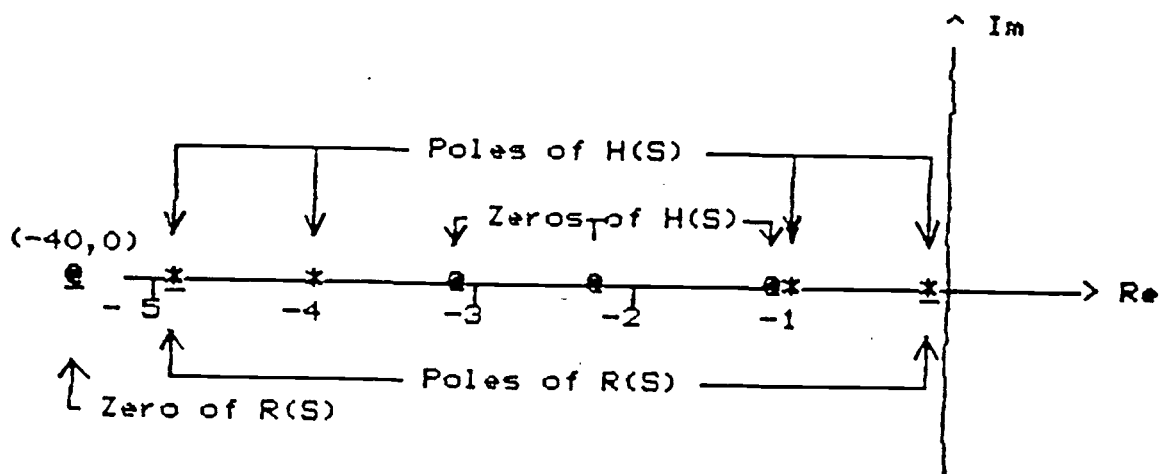 ^ Im
Poles of H(S)
Zeros of H(S)
(-40,0)
-5 -4 -3 -2 -1 > Re
Poles of R(S)
Zero of R(S)